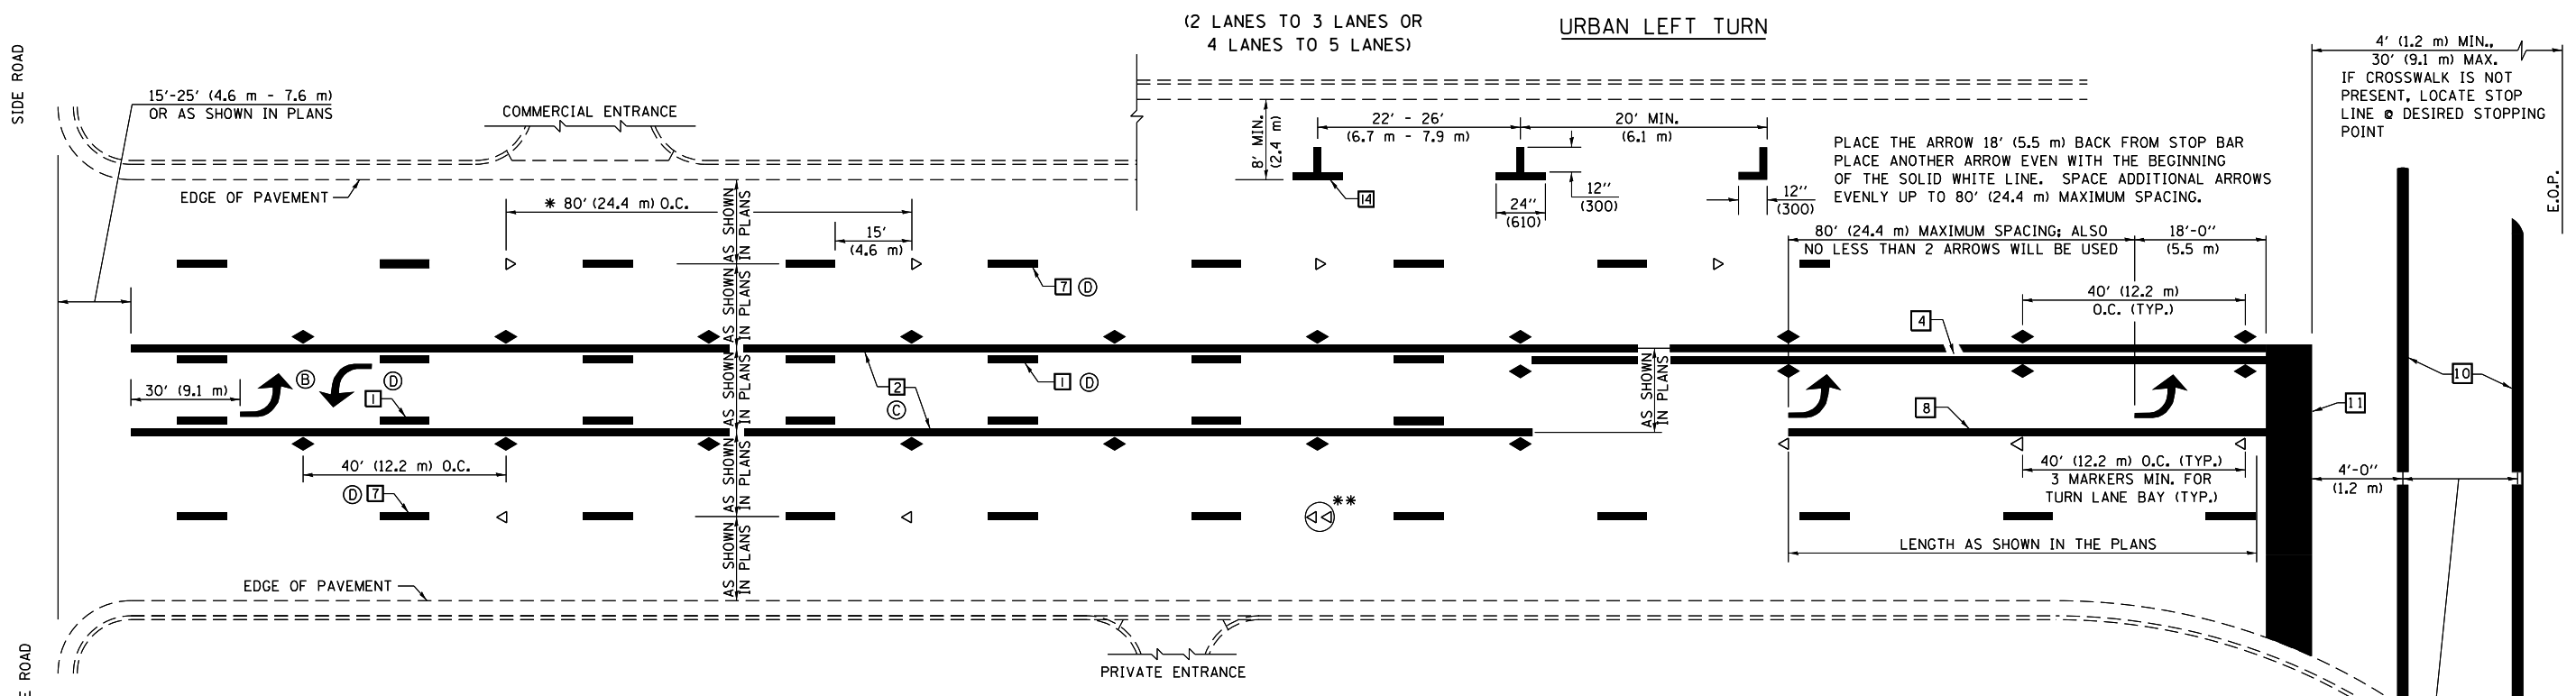 (2 LANES TO 3 LANES OR
4 LANES TO 5 LANES)
URBAN LEFT TURN
SIDE ROAD
15'-25' (4.6 m - 7.6 m)
OR AS SHOWN IN PLANS
COMMERCIAL ENTRANCE
EDGE OF PAVEMENT
* 80' (24.4 m) O.C.
15'
(4.6 m)
8' MIN.
(2.4 m)
22' - 26'
(6.7 m - 7.9 m)
20' MIN.
(6.1 m)
14
24"
(610)
12"
(300)
12"
(300)
4' (1.2 m) MIN.,
30' (9.1 m) MAX.
IF CROSSWALK IS NOT
PRESENT, LOCATE STOP
LINE @ DESIRED STOPPING
POINT
E.O.P.
PLACE THE ARROW 18' (5.5 m) BACK FROM STOP BAR
PLACE ANOTHER ARROW EVEN WITH THE BEGINNING
OF THE SOLID WHITE LINE. SPACE ADDITIONAL ARROWS
EVENLY UP TO 80' (24.4 m) MAXIMUM SPACING.
80' (24.4 m) MAXIMUM SPACING; ALSO
NO LESS THAN 2 ARROWS WILL BE USED
18'-0"
(5.5 m)
40' (12.2 m)
O.C. (TYP.)
AS SHOWN
IN PLANS
AS SHOWN
IN PLANS
AS SHOWN
IN PLANS
AS SHOWN
IN PLANS
AS SHOWN
IN PLANS
7 D
4
30' (9.1 m)
B
D
1
2
C
1 D
AS SHOWN
IN PLANS
8
10
11
40' (12.2 m) O.C.
D 7
**
40' (12.2 m) O.C. (TYP.)
3 MARKERS MIN. FOR
TURN LANE BAY (TYP.)
4'-0"
(1.2 m)
LENGTH AS SHOWN IN THE PLANS
EDGE OF PAVEMENT
PRIVATE ENTRANCE
E ROAD